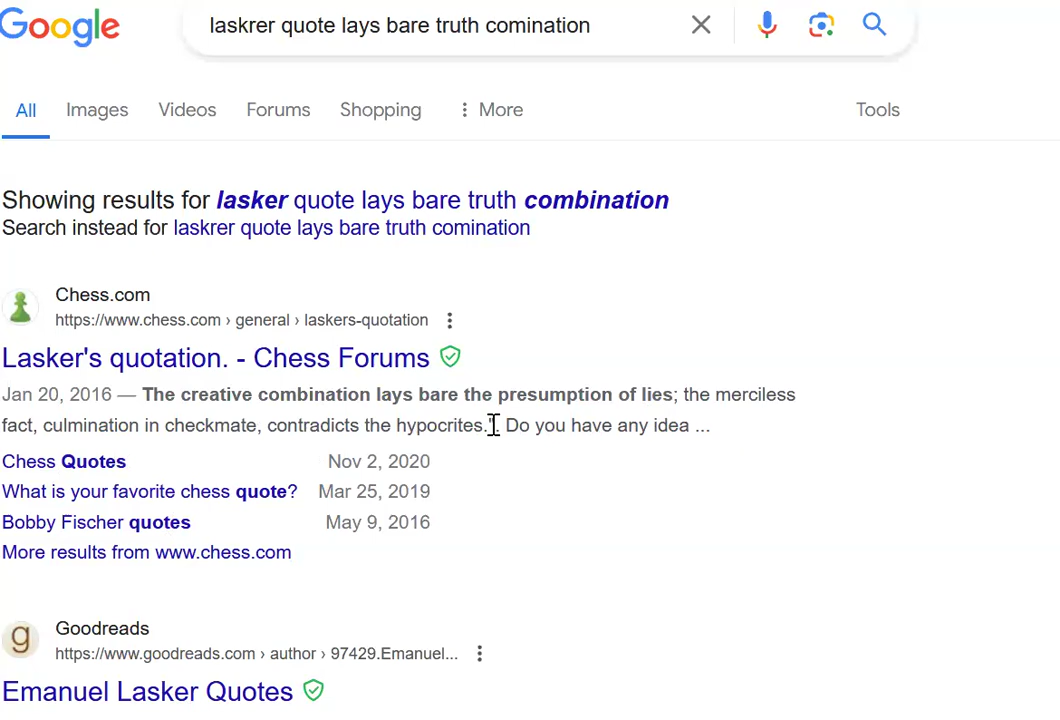 Google laskrer quote lays bare truth comination
All Images Videos Forums Shopping More Tools
Showing results for lasker quote lays bare truth combination
Search instead for laskrer quote lays bare truth comination
Chess.com
https://www.chess.com › general › laskers-quotation
Lasker's quotation. - Chess Forums
Jan 20, 2016 — The creative combination lays bare the presumption of lies; the merciless
fact, culmination in checkmate, contradicts the hypocrites.". Do you have any idea ...
Chess Quotes Nov 2, 2020
What is your favorite chess quote? Mar 25, 2019
Bobby Fischer quotes May 9, 2016
More results from www.chess.com
g Goodreads
https://www.goodreads.com › author › 97429.Emanuel...
Emanuel Lasker Quotes